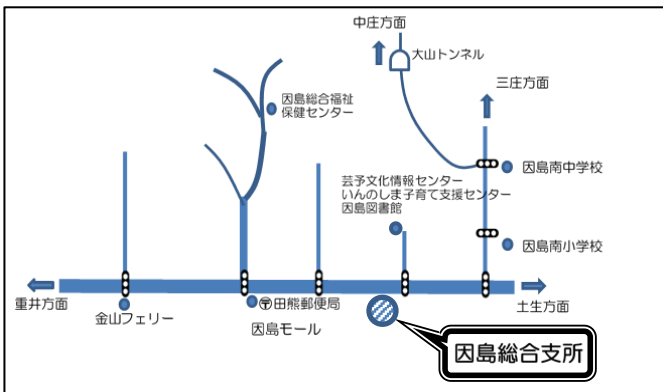 中庄方面
大山トンネル
三庄方面
因島総合福祉
保健センター
因島南中学校
芸予文化情報センター
いんのしま子育て支援センター
因島図書館
因島南小学校
重井方面
金山フェリー
〒田熊郵便局
因島モール
土生方面
因島総合支所